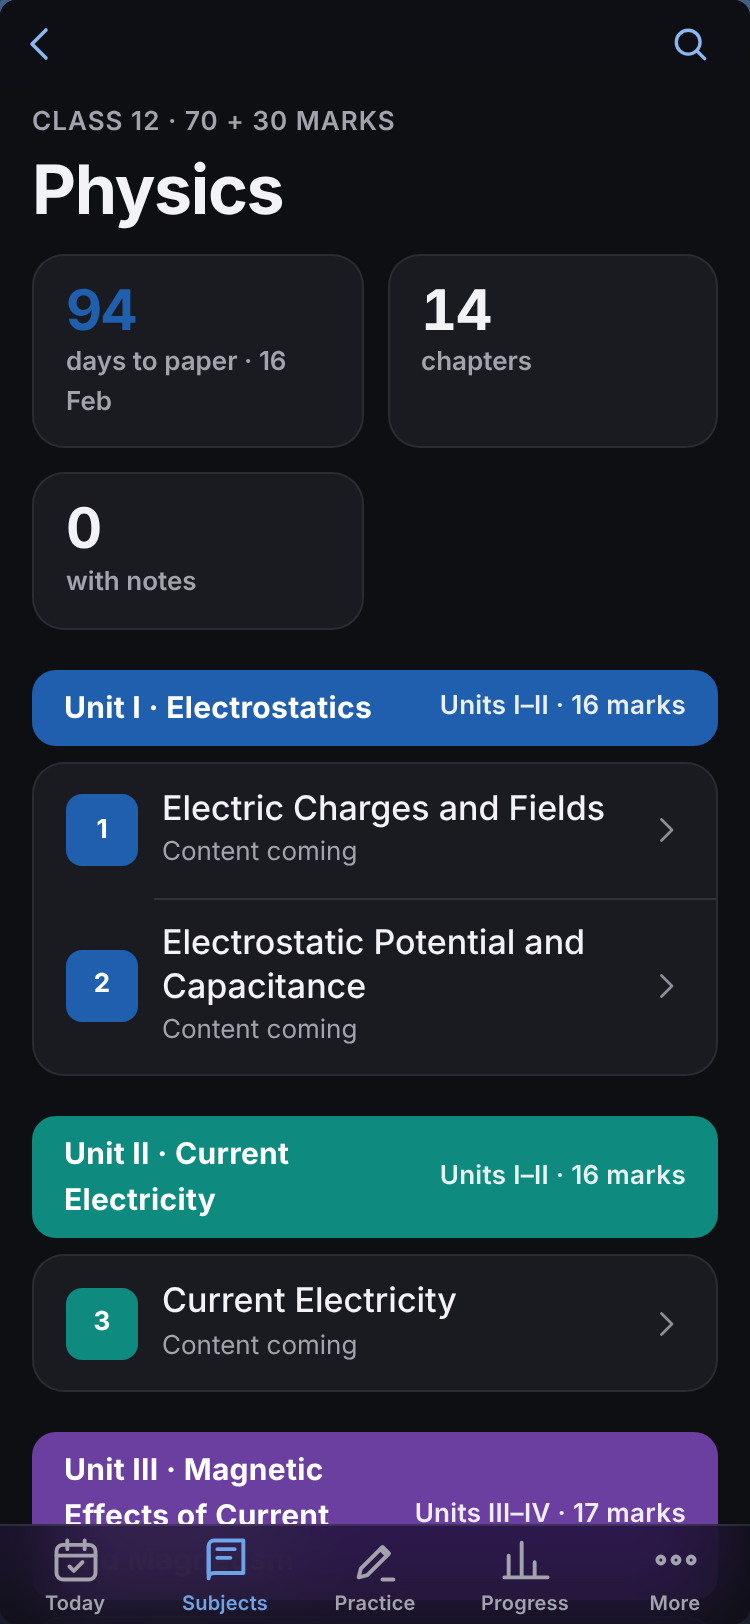 CLASS 12 · 70 + 30 MARKS
Physics
94
days to paper · 16
Feb
14
chapters
0
with notes
Unit I · Electrostatics
Units I–II · 16 marks
1
Electric Charges and Fields
Content coming
2
Electrostatic Potential and
Capacitance
Content coming
Unit II · Current
Electricity
Units I–II · 16 marks
3
Current Electricity
Content coming
Unit III · Magnetic
Effects of Current
Units III–IV · 17 marks
Today
Subjects
Practice
Progress
More